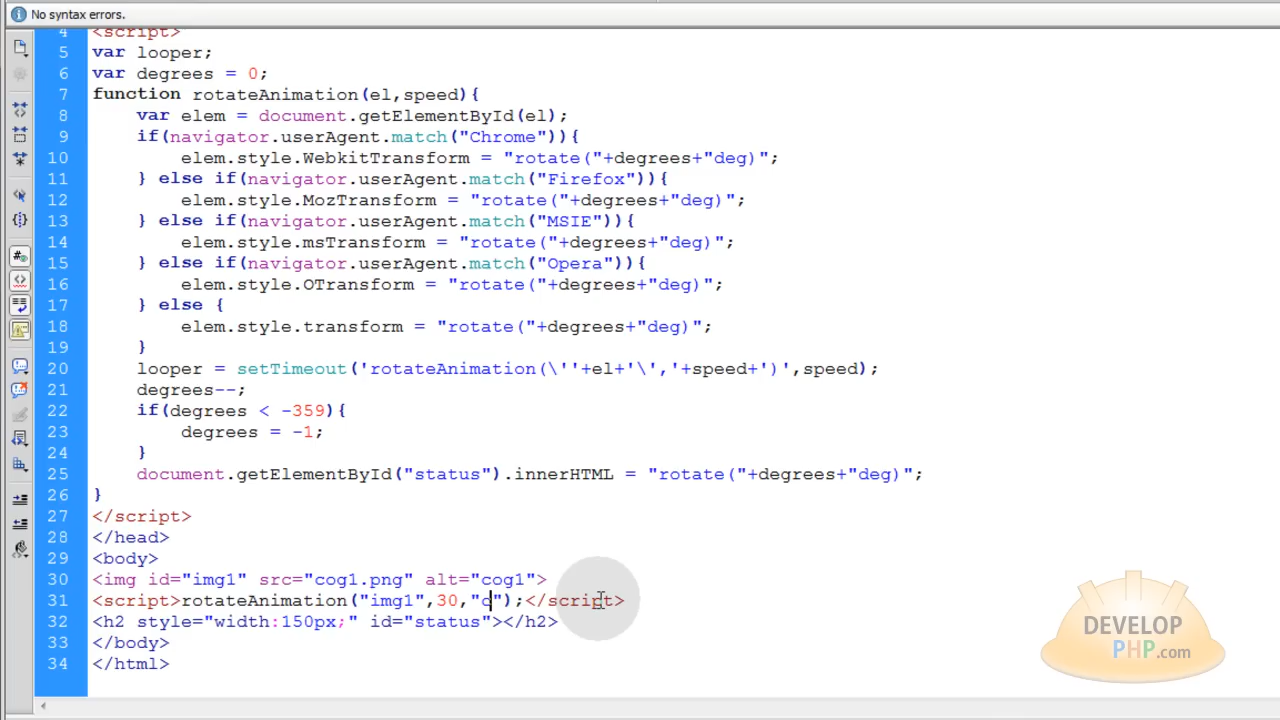 No syntax errors.
4 <script>
5 var looper;
6 var degrees = 0;
7 function rotateAnimation(el,speed){
8 var elem = document.getElementById(el);
9 if(navigator.userAgent.match("Chrome")){
10 elem.style.WebkitTransform = "rotate("+degrees+"deg)";
11 } else if(navigator.userAgent.match("Firefox")){
12 elem.style.MozTransform = "rotate("+degrees+"deg)";
13 } else if(navigator.userAgent.match("MSIE")){
14 elem.style.msTransform = "rotate("+degrees+"deg)";
15 } else if(navigator.userAgent.match("Opera")){
16 elem.style.OTransform = "rotate("+degrees+"deg)";
17 } else {
18 elem.style.transform = "rotate("+degrees+"deg)";
19 }
20 looper = setTimeout('rotateAnimation(\''+el+'\','+speed+')',speed);
21 degrees--;
22 if(degrees < -359){
23 degrees = -1;
24 }
25 document.getElementById("status").innerHTML = "rotate("+degrees+"deg)";
26 }
27 </script>
28 </head>
29 <body>
30 <img id="img1" src="cog1.png" alt="cog1">
31 <script>rotateAnimation("img1",30,"c");</script>
32 <h2 style="width:150px;" id="status"></h2>
33 </body>
34 </html>
DEVELOP
PHP.com